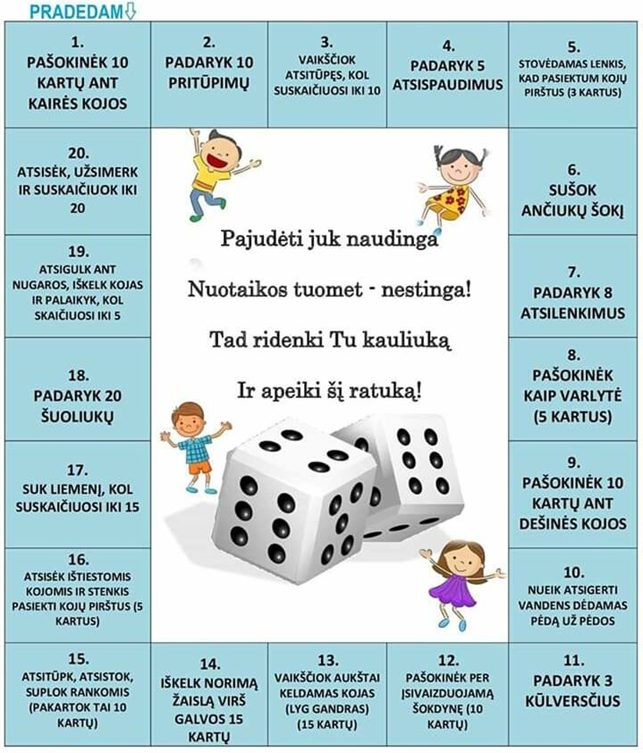 PRADEDAM
1.
PAŠOKINĖK 10
KARTŲ ANT
KAIRĖS KOJOS
2.
PADARYK 10
PRITŪPIMŲ
3.
VAIKŠČIOK
ATSITŪPĘS, KOL
SUSKAIČIUOSI IKI 10
4.
PADARYK 5
ATSISPAUDIMUS
5.
STOVĖDAMAS LENKIS,
KAD PASIEKTUM KOJŲ
PIRŠTUS (3 KARTUS)
20.
ATSISĖK, UŽSIMERK
IR SUSKAIČIUOK IKI
20
6.
SUŠOK
ANČIUKŲ ŠOKĮ
19.
ATSIGULK ANT
NUGAROS, IŠKELK KOJAS
IR PALAIKYK, KOL
SKAIČIUOSI IKI 5
7.
PADARYK 8
ATSILENKIMUS
Pajudėti juk naudinga
Nuotaikos tuomet - nestinga!
Tad ridenki Tu kauliuką
Ir apeiki šį ratuką!
18.
PADARYK 20
ŠUOLIUKŲ
8.
PAŠOKINĖK
KAIP VARLYTĖ
(5 KARTUS)
17.
SUK LIEMENĮ, KOL
SUSKAIČIUOSI IKI 15
9.
PAŠOKINĖK 10
KARTŲ ANT
DEŠINĖS KOJOS
16.
ATSISĖK IŠTIESTOMIS
KOJOMIS IR STENKIS
PASIEKTI KOJŲ PIRŠTUS (5
KARTUS)
10.
NUEIK ATSIGERTI
VANDENS DĖDAMAS
PĖDĄ UŽ PĖDOS
15.
ATSITŪPK, ATSISTOK,
SUPLOK RANKOMIS
(PAKARTOK TAI 10
KARTŲ)
14.
IŠKELK NORIMĄ
ŽAISLĄ VIRŠ
GALVOS 15
KARTŲ
13.
VAIKŠČIOK AUKŠTAI
KELDAMAS KOJAS
(LYG GANDRAS)
(15 KARTŲ)
12.
PAŠOKINĖK PER
ĮSIVAIZDUOJAMĄ
ŠOKDYNĘ (10
KARTŲ)
11.
PADARYK 3
KŪLVERSČIUS